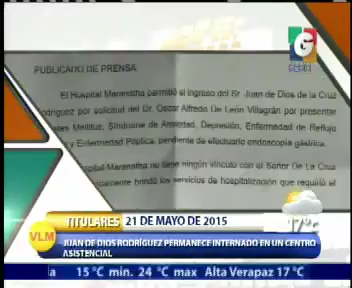 PUBLICADO DE PRENSA:
El Hospital Maranatha permitió el ingreso del Sr. Juan de Dios de la Cruz
Rodríguez por solicitud del Dr. Oscar Alfredo De León Villagrán por presentar
Mellitus, Síndrome de Ansiedad, Depresión, Enfermedad de Reflujo
y Enfermedad Péptica, pendiente de efectuarlo endoscopía gástrica.
Hospital Maranatha no tiene ningún vínculo con el Señor De La Cruz
brindó los servicios de hospitalización que requirió el
TITULARES 21 DE MAYO DE 2015
17°C
VLM
JUAN DE DIOS RODRÍGUEZ PERMANECE INTERNADO EN UN CENTRO
ASISTENCIAL
a 15°C min. 24°C max Alta Verapaz 17°C